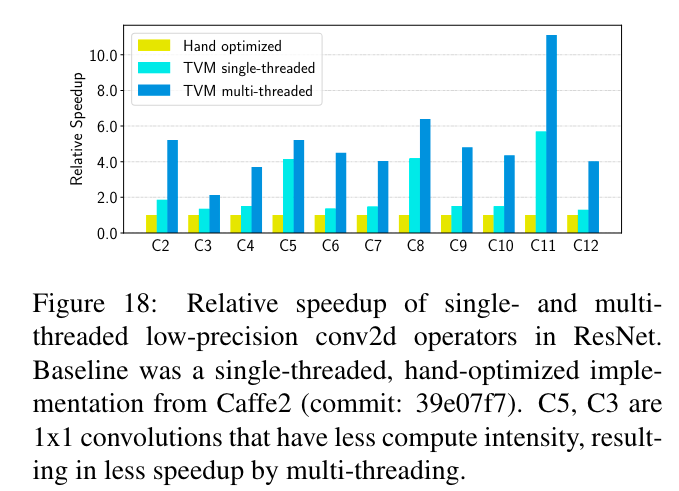 10.0
8.0
6.0
4.0
2.0
0.0
Relative Speedup
Hand optimized
TVM single-threaded
TVM multi-threaded
C2 C3 C4 C5 C6 C7 C8 C9 C10 C11 C12
Figure 18: Relative speedup of single- and multi-
threaded low-precision conv2d operators in ResNet.
Baseline was a single-threaded, hand-optimized imple-
mentation from Caffe2 (commit: 39e07f7). C5, C3 are
1x1 convolutions that have less compute intensity, result-
ing in less speedup by multi-threading.